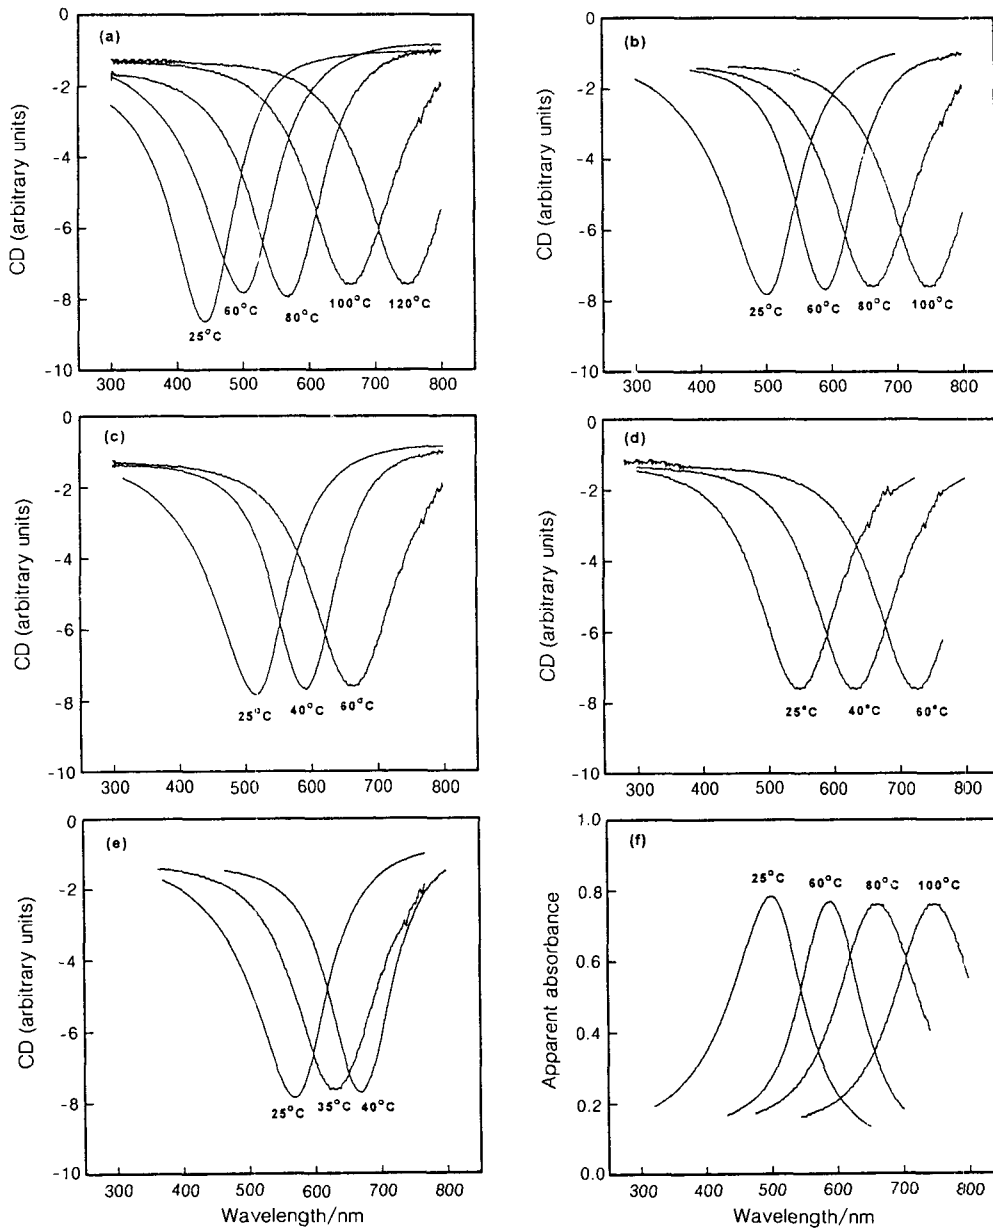 (a)
0
-2
-4
-6
-8
-10
CD (arbitrary units)
25°C
60°C
80°C
100°C
120°C
300 400 500 600 700 800
(b)
0
-2
-4
-6
-8
-10
CD (arbitrary units)
25°C
60°C
80°C
100°C
300 400 500 600 700 800
(c)
0
-2
-4
-6
-8
-10
CD (arbitrary units)
25°C
40°C
60°C
300 400 500 600 700 800
(d)
0
-2
-4
-6
-8
-10
CD (arbitrary units)
25°C
40°C
60°C
300 400 500 600 700 800
(e)
0
-2
-4
-6
-8
-10
CD (arbitrary units)
25°C
35°C
40°C
300 400 500 600 700 800
Wavelength/nm
(f)
1.0
0.8
0.6
0.4
0.2
0.0
Apparent absorbance
25°C
60°C
80°C
100°C
300 400 500 600 700 800
Wavelength/nm